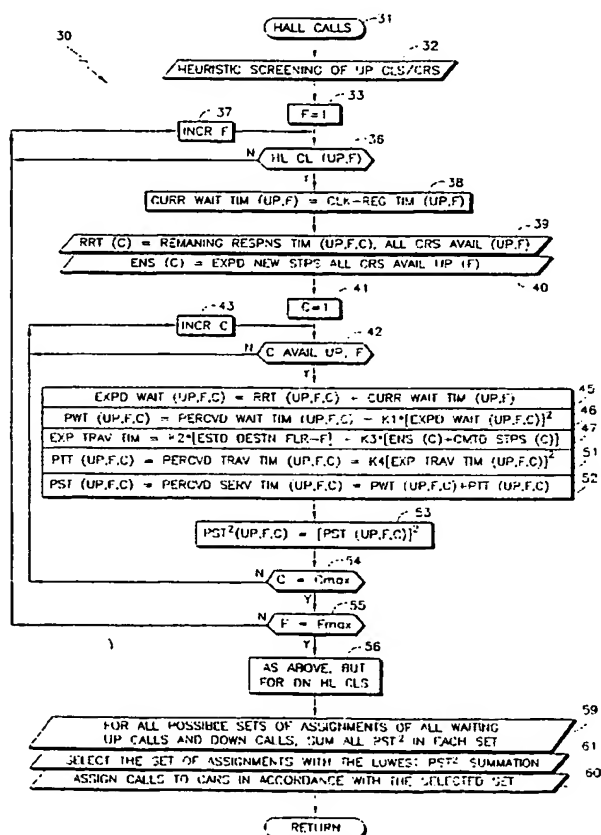 31
HALL CALLS
30
32
HEURISTIC SCREENING OF UP CLS/CRS
33
F=1
37
INCR F
36
N
HL CL (UP,F)
Y
38
CURR WAIT TIM (UP,F) = CLK-REG TIM (UP,F)
39
RRT (C) = REMANING RESPNS TIM (UP,F,C), ALL CRS AVAIL (UP,F)
ENS (C) = EXPD NEW STPS ALL CRS AVAIL UP (F)
40
41
C=1
43
INCR C
42
N
C AVAIL UP, F
Y
45
EXPD WAIT (UP,F,C) = RRT (UP,F,C) + CURR WAIT TIM (UP,F)
46
PWT (UP,F,C) = PERCVD WAIT TIM (UP,F,C) = K1*[EXPD WAIT (UP,F,C)]²
47
EXP TRAV TIM = K2*[ESTD DESTN FLR-F] + K3*[ENS (C)+CMTD STPS (C)]
PTT (UP,F,C) = PERCVD TRAV TIM (UP,F,C) = K4[EXP TRAV TIM (UP,F,C)]²
51
PST (UP,F,C) = PERCVD SERV TIM (UP,F,C) = PWT (UP,F,C)+PTT (UP,F,C)
52
53
PST²(UP,F,C) = [PST (UP,F,C)]²
54
N
C = Cmax
Y
55
N
F = Fmax
Y
56
AS ABOVE, BUT
FOR DN HL CLS
59
FOR ALL POSSIBLE SETS OF ASSIGNMENTS OF ALL WAITING
UP CALLS AND DOWN CALLS, SUM ALL PST² IN EACH SET
61
SELECT THE SET OF ASSIGNMENTS WITH THE LOWEST PST² SUMMATION
ASSIGN CALLS TO CARS IN ACCORDANCE WITH THE SELECTED SET
60
RETURN